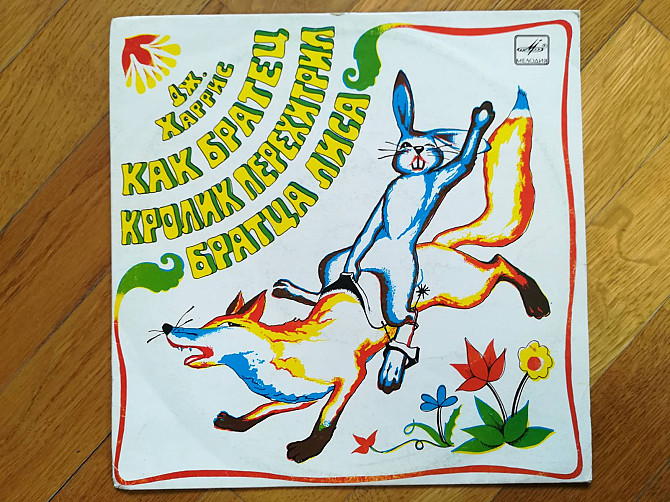 Дж.
Харрис
КАК БРАТЕЦ
КРОЛИК ПЕРЕХИТРИЛ
БРАТЦА ЛИСА
МЕЛОДИЯ